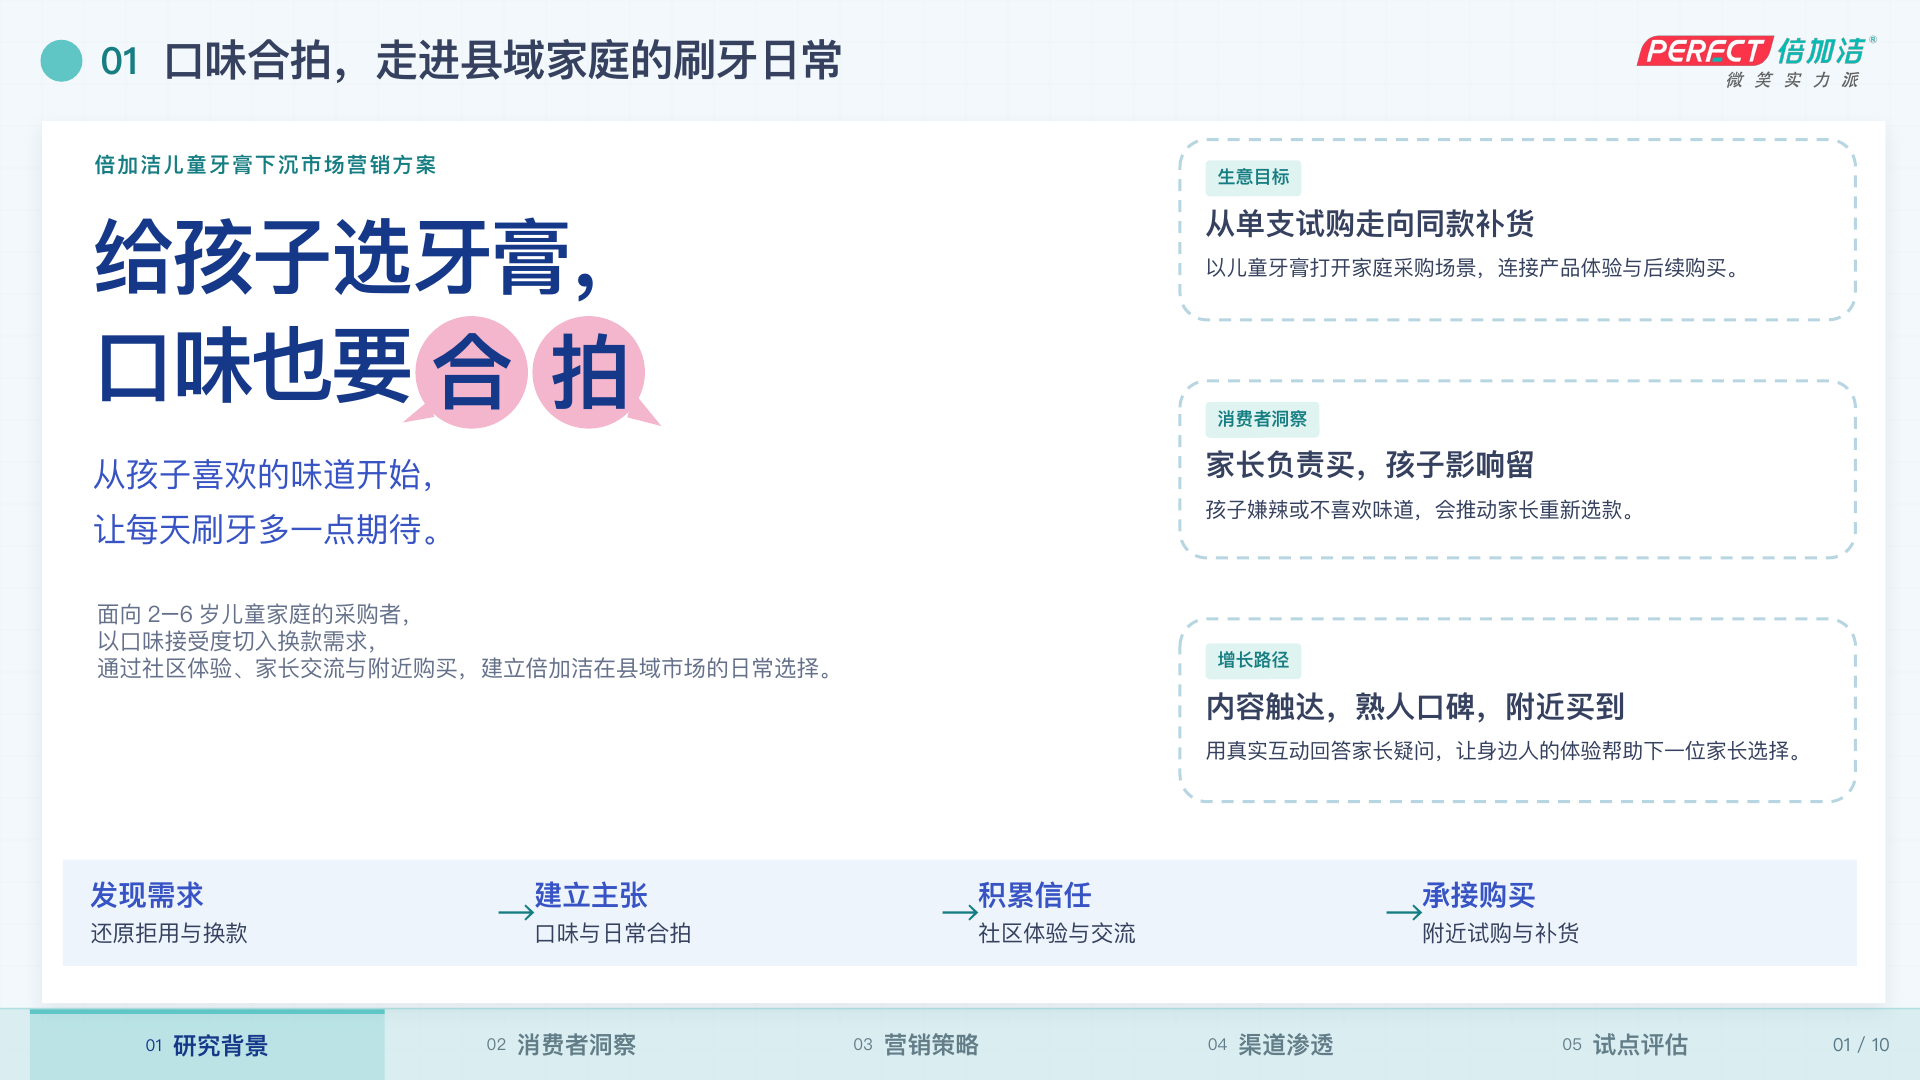 01 口味合拍，走进县域家庭的刷牙日常
PERFECT 倍加洁®
微笑实力派
倍加洁儿童牙膏下沉市场营销方案
给孩子选牙膏，
口味也要合拍
从孩子喜欢的味道开始，
让每天刷牙多一点期待。
面向 2–6 岁儿童家庭的采购者，
以口味接受度切入换款需求，
通过社区体验、家长交流与附近购买，建立倍加洁在县域市场的日常选择。
生意目标
从单支试购走向同款补货
以儿童牙膏打开家庭采购场景，连接产品体验与后续购买。
消费者洞察
家长负责买，孩子影响留
孩子嫌辣或不喜欢味道，会推动家长重新选款。
增长路径
内容触达，熟人口碑，附近买到
用真实互动回答家长疑问，让身边人的体验帮助下一位家长选择。
发现需求
还原拒用与换款
→
建立主张
口味与日常合拍
→
积累信任
社区体验与交流
→
承接购买
附近试购与补货
01 研究背景
02 消费者洞察
03 营销策略
04 渠道渗透
05 试点评估
01 / 10